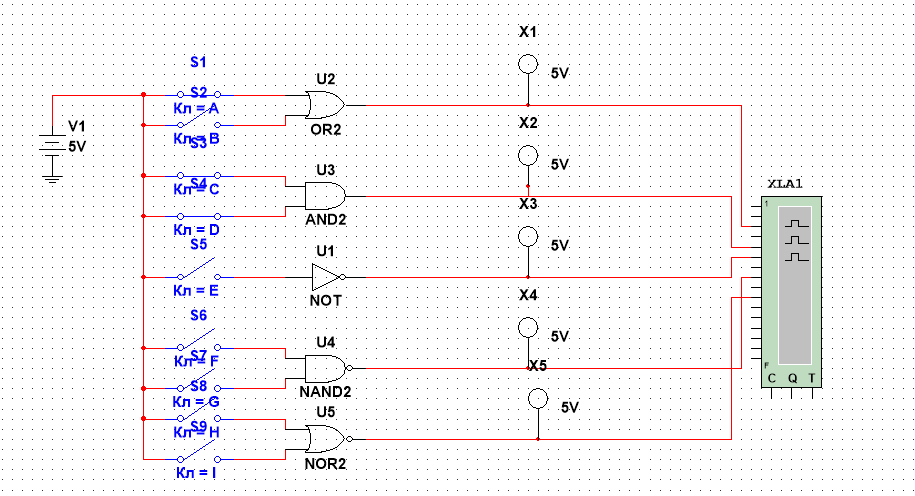 X1
S1
5V
U2
S2
Кл = A
V1
5V
OR2
X2
Кл = B
S3
5V
U3
S4
Кл = C
XLA1
1
X3
AND2
Кл = D
S5
5V
U1
Кл = E
NOT
X4
S6
5V
U4
S7
Кл = F
X5
F
C Q T
S8
NAND2
Кл = G
5V
U5
S9
Кл = H
NOR2
Кл = I